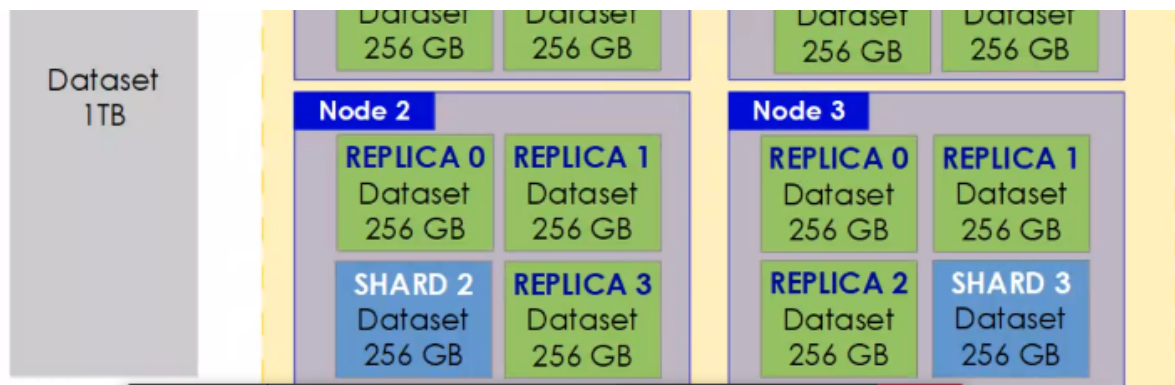 Dataset
1TB
Dataset
256 GB
Dataset
256 GB
Dataset
256 GB
Dataset
256 GB
Node 2
REPLICA 0
Dataset
256 GB
REPLICA 1
Dataset
256 GB
SHARD 2
Dataset
256 GB
REPLICA 3
Dataset
256 GB
Node 3
REPLICA 0
Dataset
256 GB
REPLICA 1
Dataset
256 GB
REPLICA 2
Dataset
256 GB
SHARD 3
Dataset
256 GB